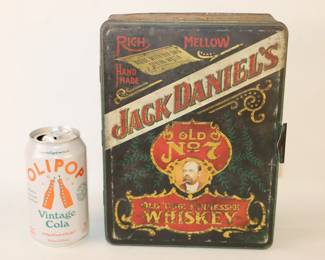 RICH MELLOW
HAND
MADE
JACK DANIEL'S
OLD
No 7
OLD TIME TENNESSEE
WHISKEY
OLIPOP
Vintage
Cola